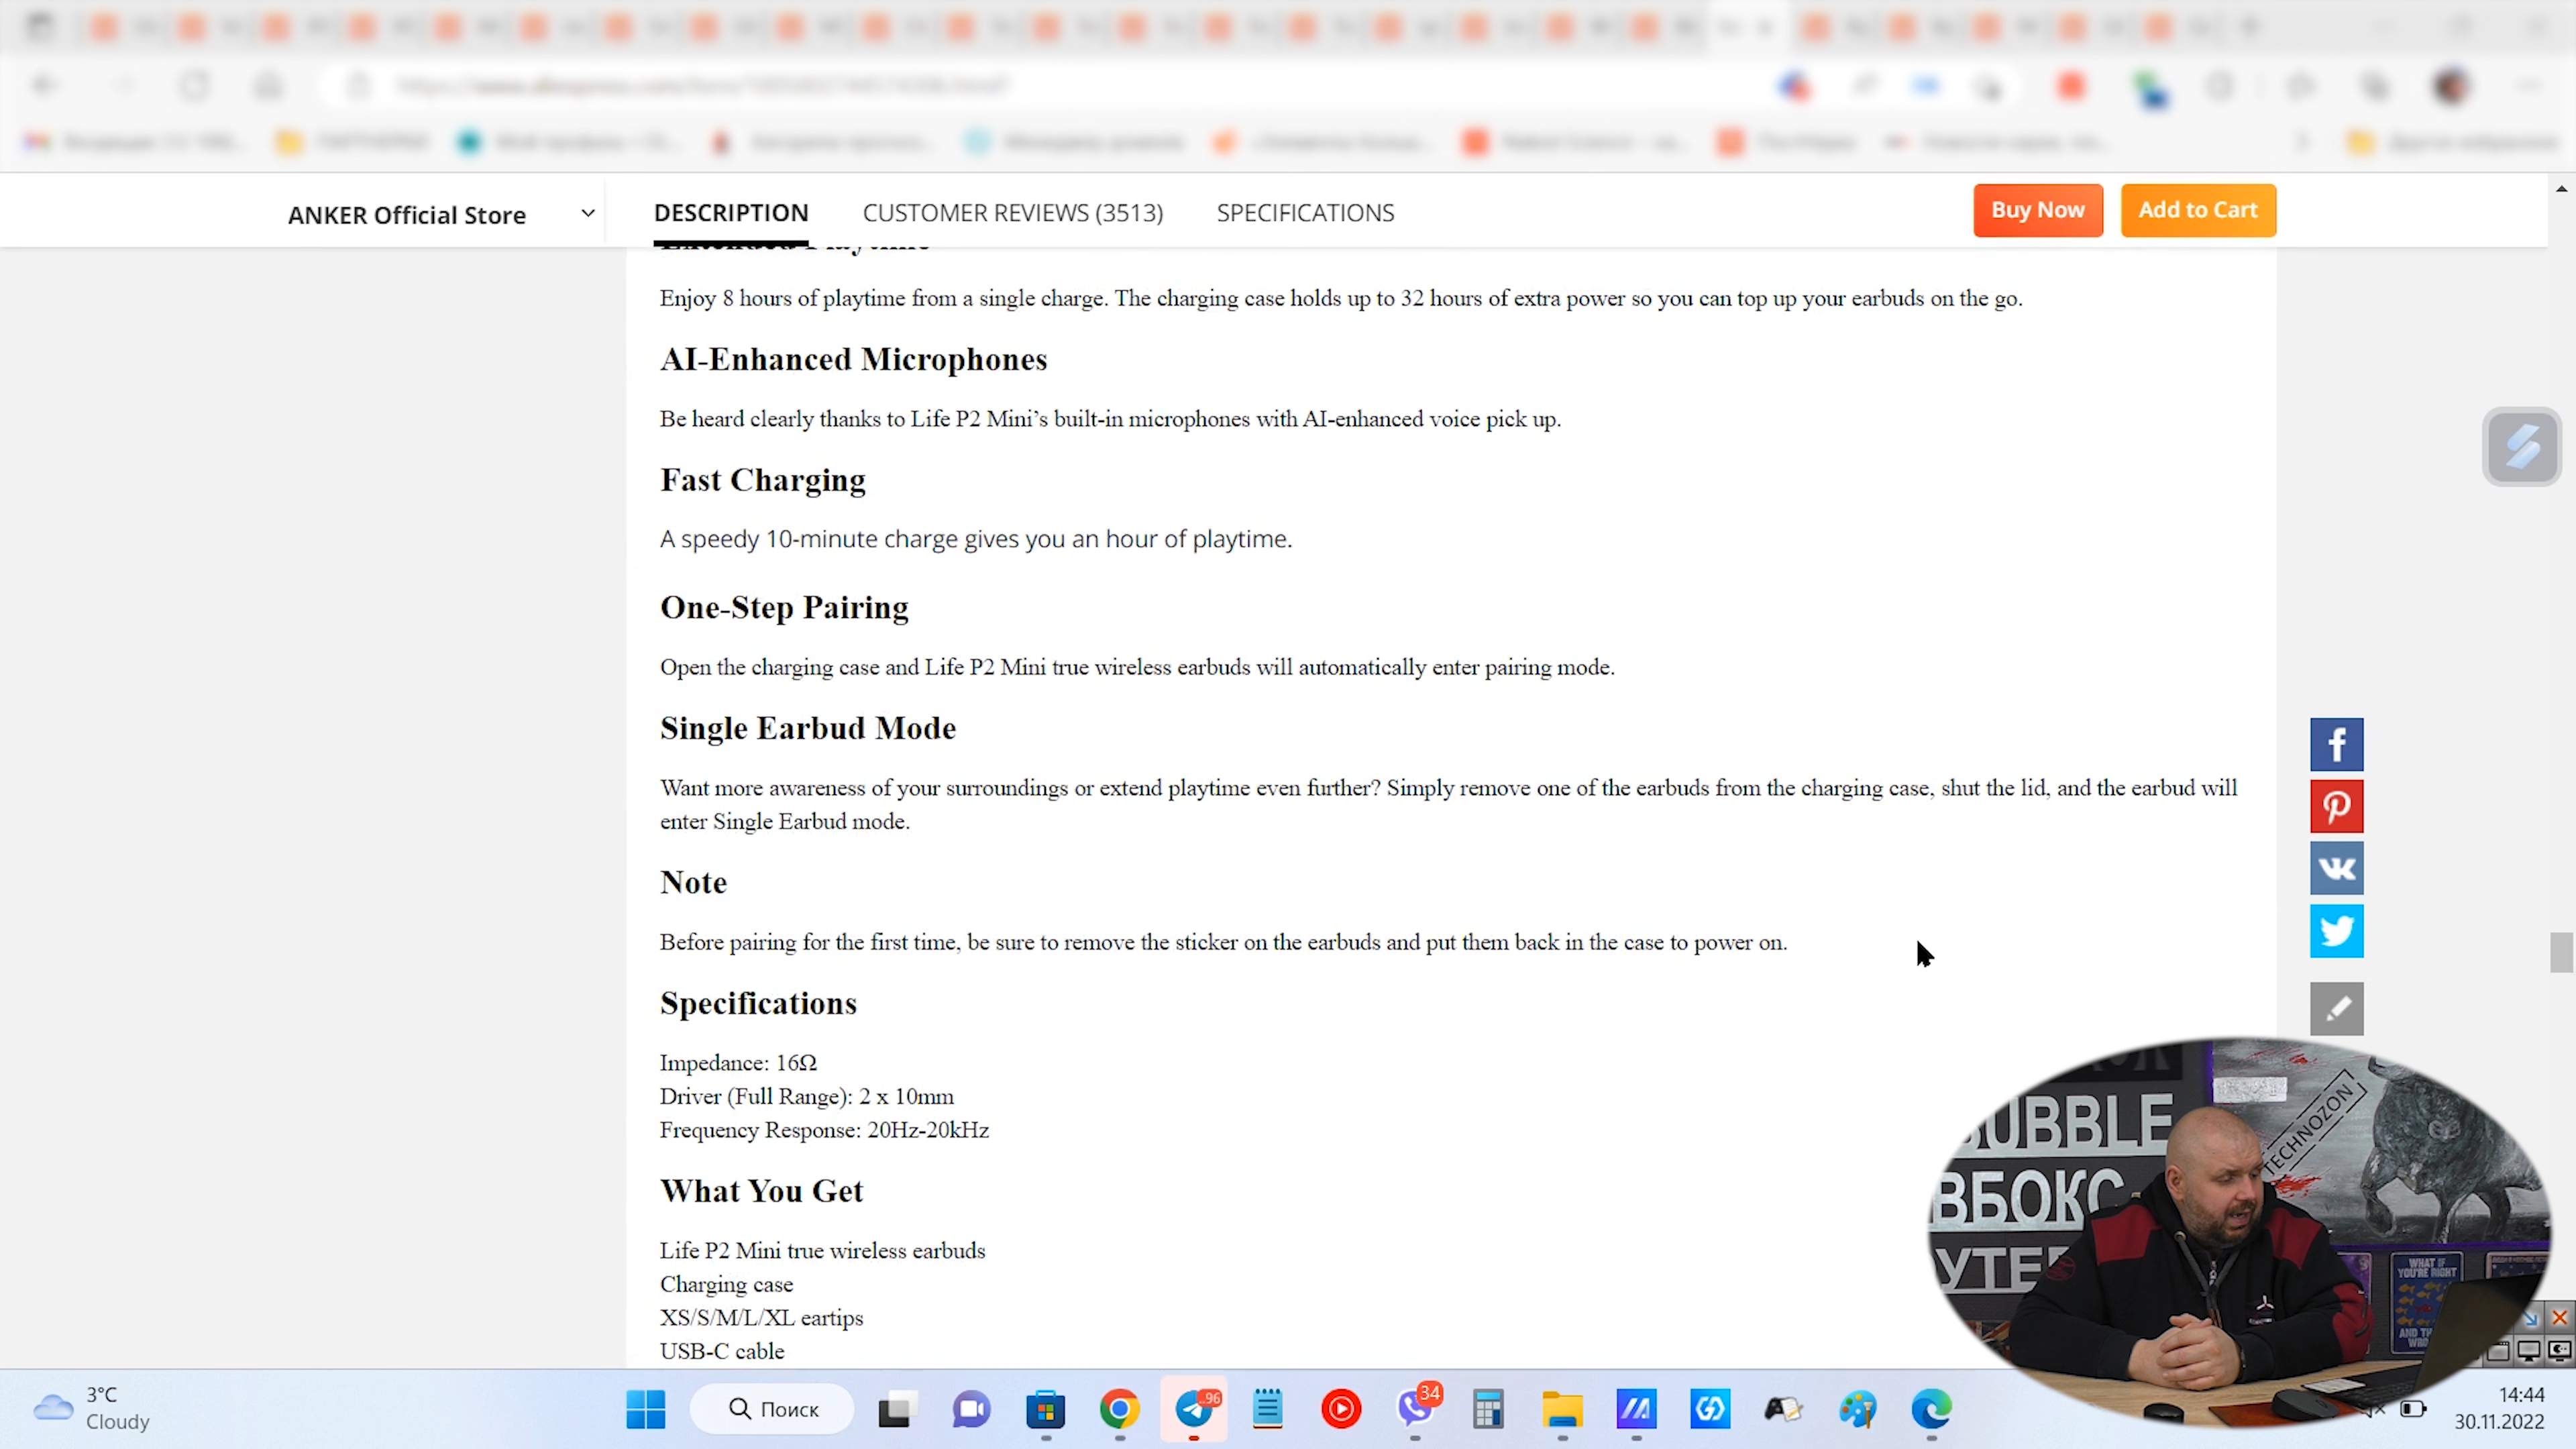 ANKER Official Store
DESCRIPTION
CUSTOMER REVIEWS (3513)
SPECIFICATIONS
Buy Now
Add to Cart
Enjoy 8 hours of playtime from a single charge. The charging case holds up to 32 hours of extra power so you can top up your earbuds on the go.
AI-Enhanced Microphones
Be heard clearly thanks to Life P2 Mini’s built-in microphones with AI-enhanced voice pick up.
Fast Charging
A speedy 10-minute charge gives you an hour of playtime.
One-Step Pairing
Open the charging case and Life P2 Mini true wireless earbuds will automatically enter pairing mode.
Single Earbud Mode
Want more awareness of your surroundings or extend playtime even further? Simply remove one of the earbuds from the charging case, shut the lid, and the earbud will
enter Single Earbud mode.
Note
Before pairing for the first time, be sure to remove the sticker on the earbuds and put them back in the case to power on.
Specifications
Impedance: 16Ω
Driver (Full Range): 2 x 10mm
Frequency Response: 20Hz-20kHz
What You Get
Life P2 Mini true wireless earbuds
Charging case
XS/S/M/L/XL eartips
USB-C cable
UBBLE
ВБОКС
УТЕ
TECHNOZON
WHAT IF
YOU'RE RIGHT
3°C
Cloudy
Поиск
96
34
14:44
30.11.2022